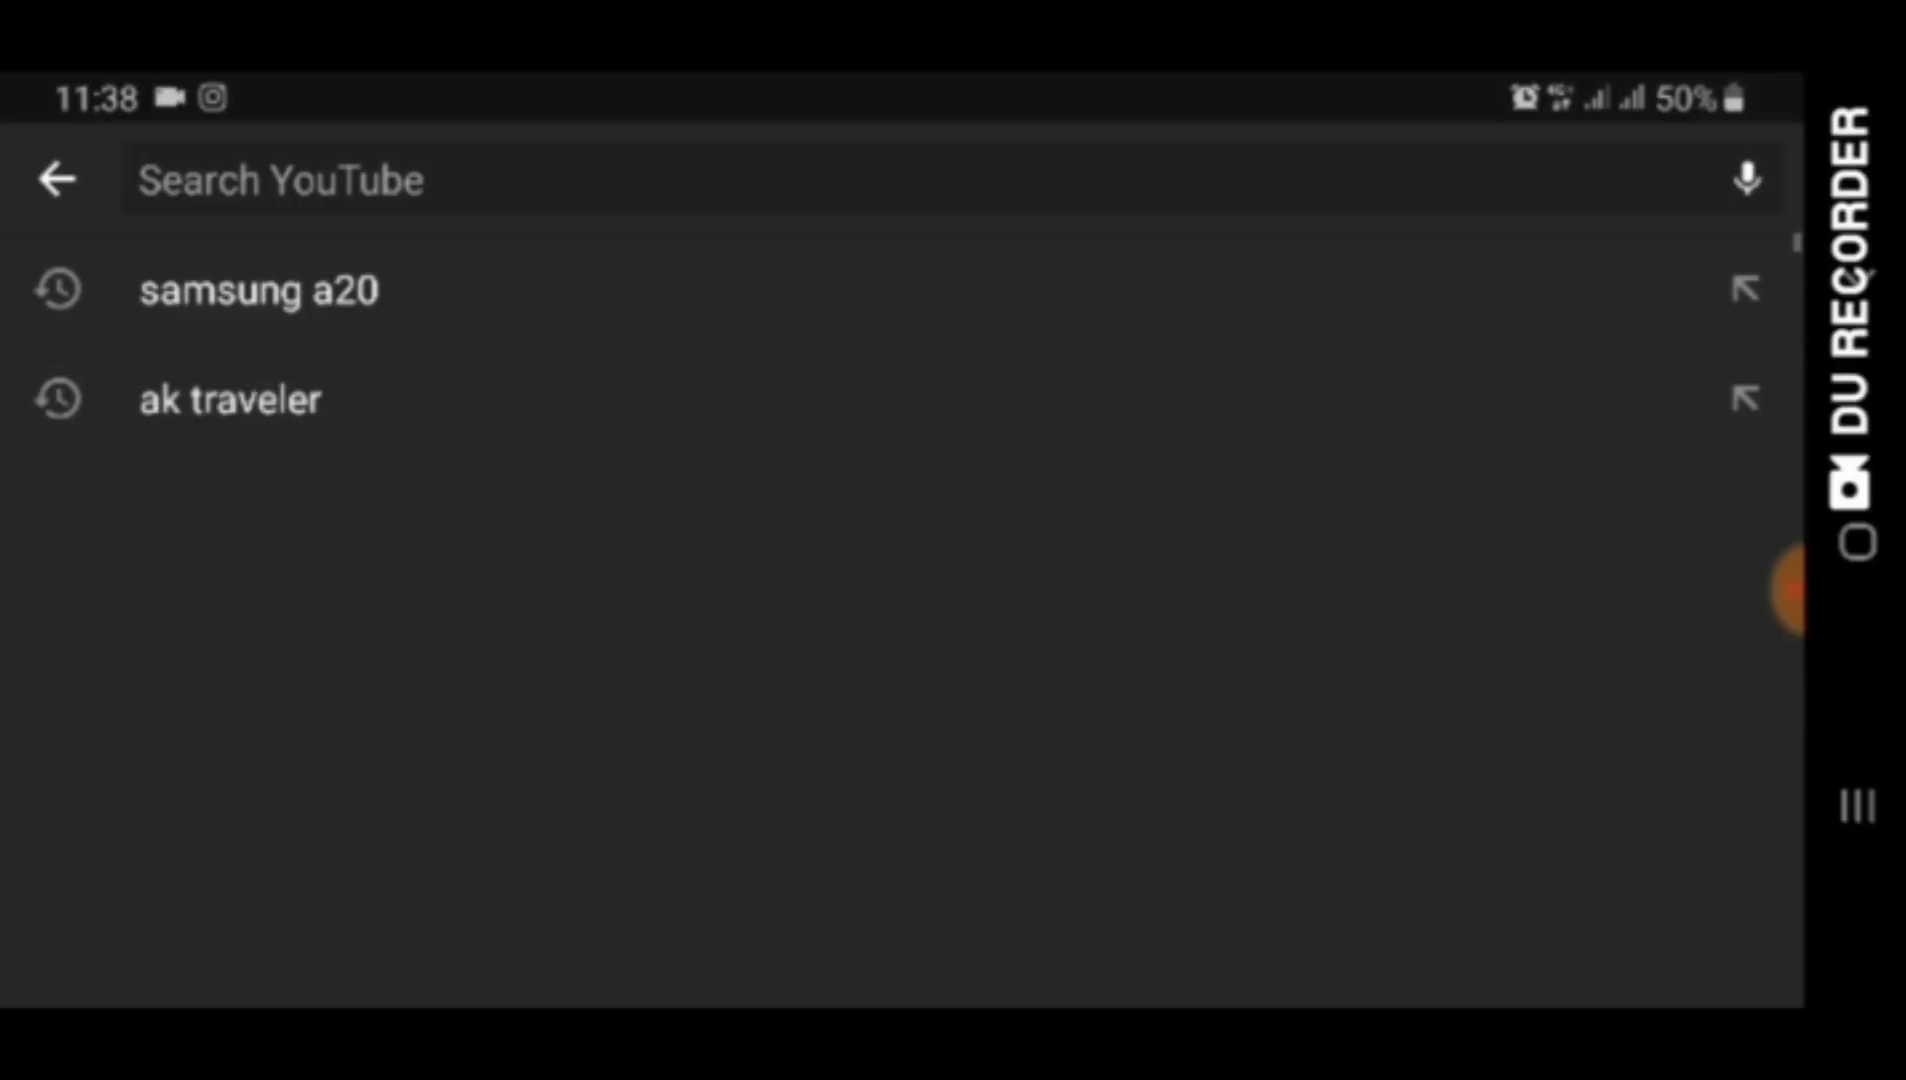 11:38
50%
Search YouTube
samsung a20
ak traveler
DU RECORDER